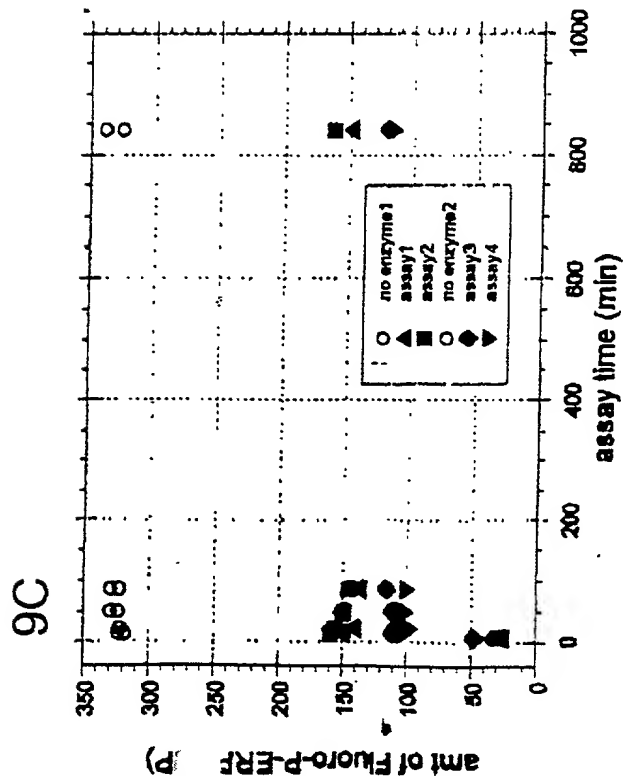 9C
350
300
250
200
150
100
50
0
amt of Fluoro-P-ERF P)
0 200 400 600 800 1000
assay time (min)
no enzyme1
assay1
assay2
no enzyme2
assay3
assay4